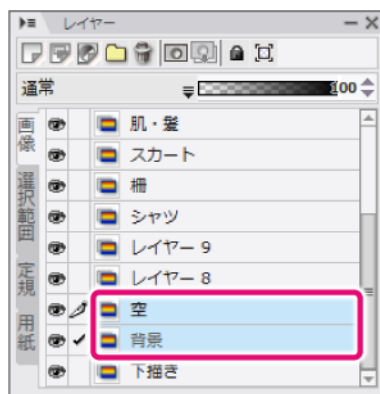 レイヤー
通常
100
画像
選択範囲
定規
用紙
肌・髪
スカート
柵
シャツ
レイヤー 9
レイヤー 8
空
背景
下描き